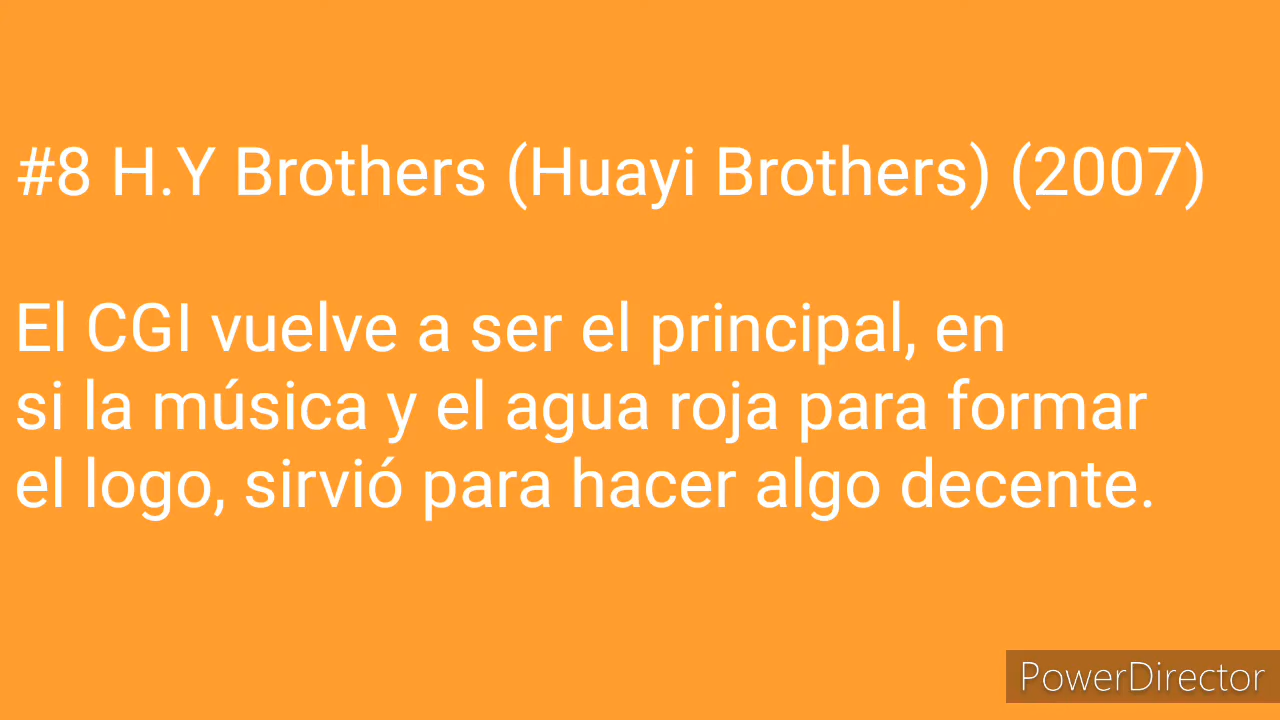 #8 H.Y Brothers (Huayi Brothers) (2007)
El CGI vuelve a ser el principal, en
si la música y el agua roja para formar
el logo, sirvió para hacer algo decente.
PowerDirector